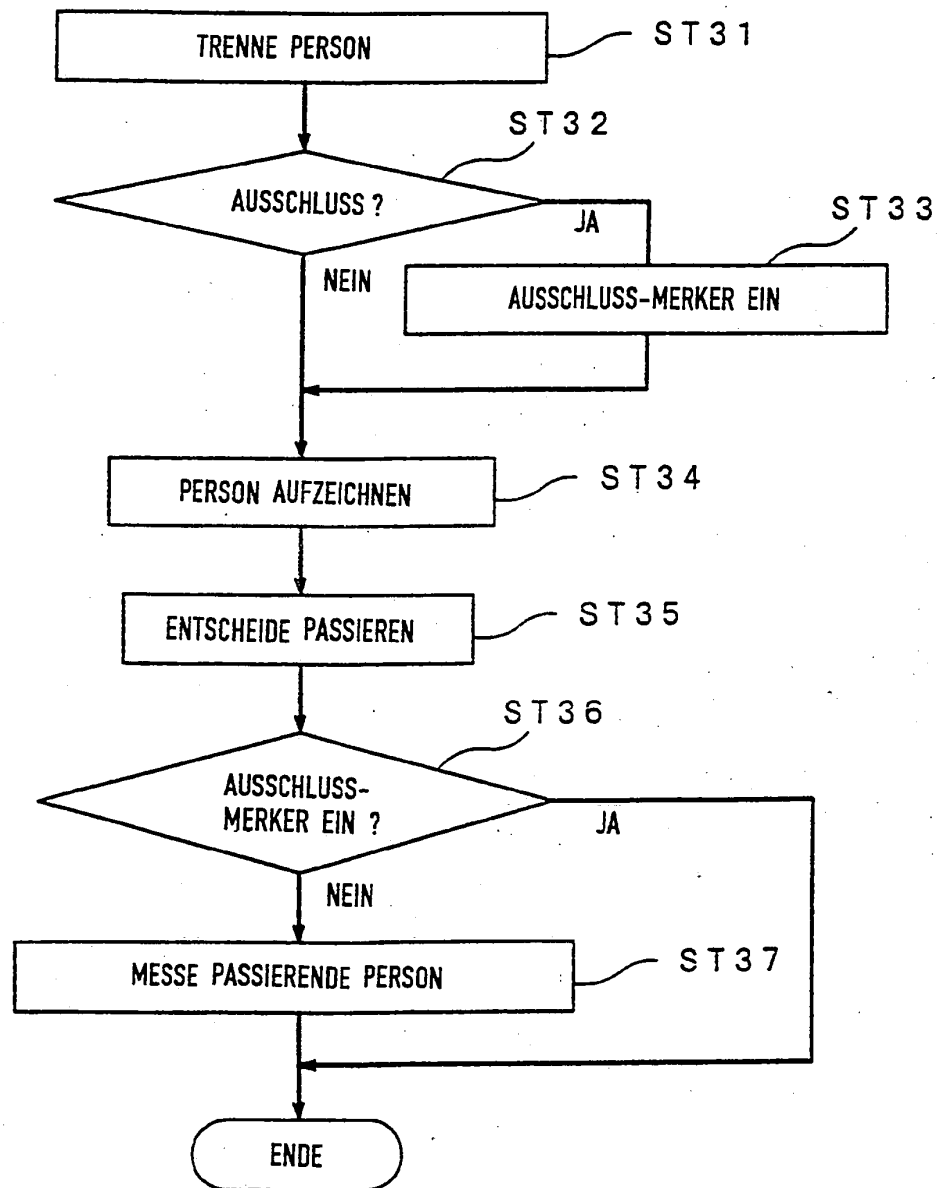 TRENNE PERSON
ST31
ST32
AUSSCHLUSS ?
JA
ST33
NEIN
AUSSCHLUSS-MERKER EIN
PERSON AUFZEICHNEN
ST34
ENTSCHEIDE PASSIEREN
ST35
ST36
AUSSCHLUSS-
MERKER EIN ?
JA
NEIN
MESSE PASSIERENDE PERSON
ST37
ENDE